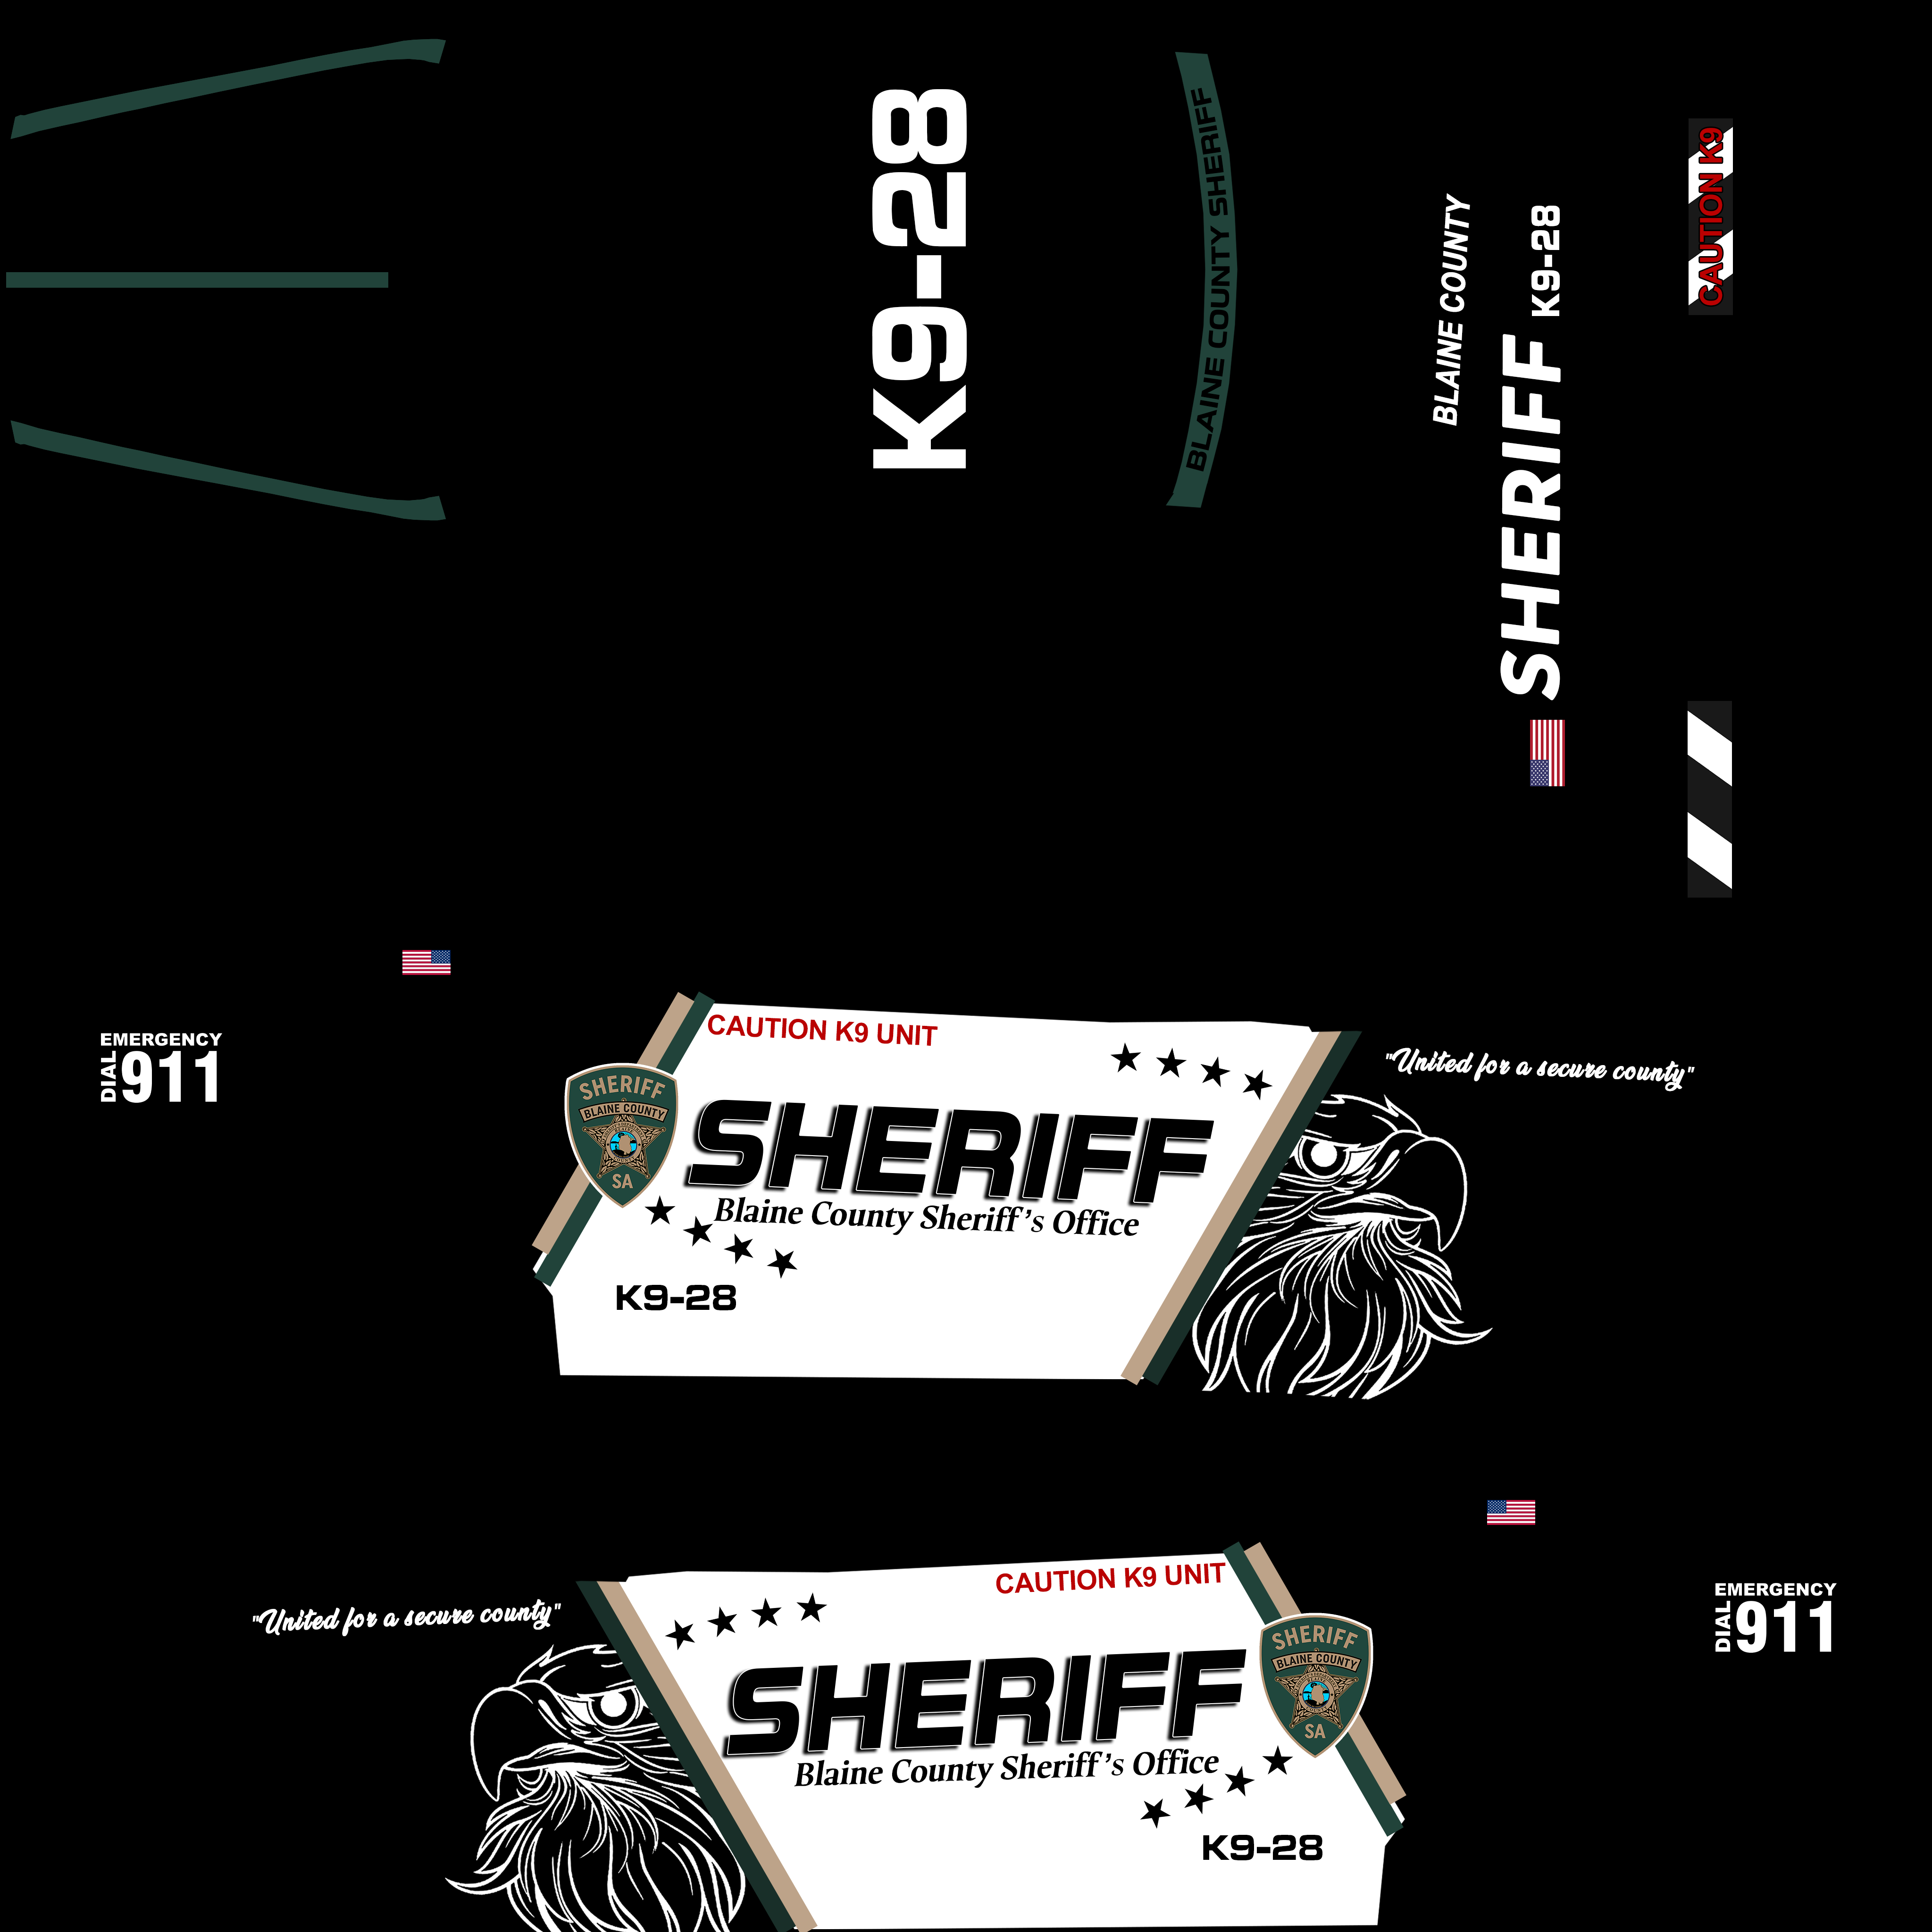 K9-28
BLAINE COUNTY SHERIFF
BLAINE COUNTY
SHERIFF K9-28
CAUTION K9
EMERGENCY
DIAL 911
CAUTION K9 UNIT
"United for a secure county"
SHERIFF
BLAINE COUNTY
SA
SHERIFF
Blaine County Sheriff's Office
K9-28
CAUTION K9 UNIT
"United for a secure county"
EMERGENCY
DIAL 911
SHERIFF
Blaine County Sheriff's Office
SHERIFF
BLAINE COUNTY
SA
K9-28